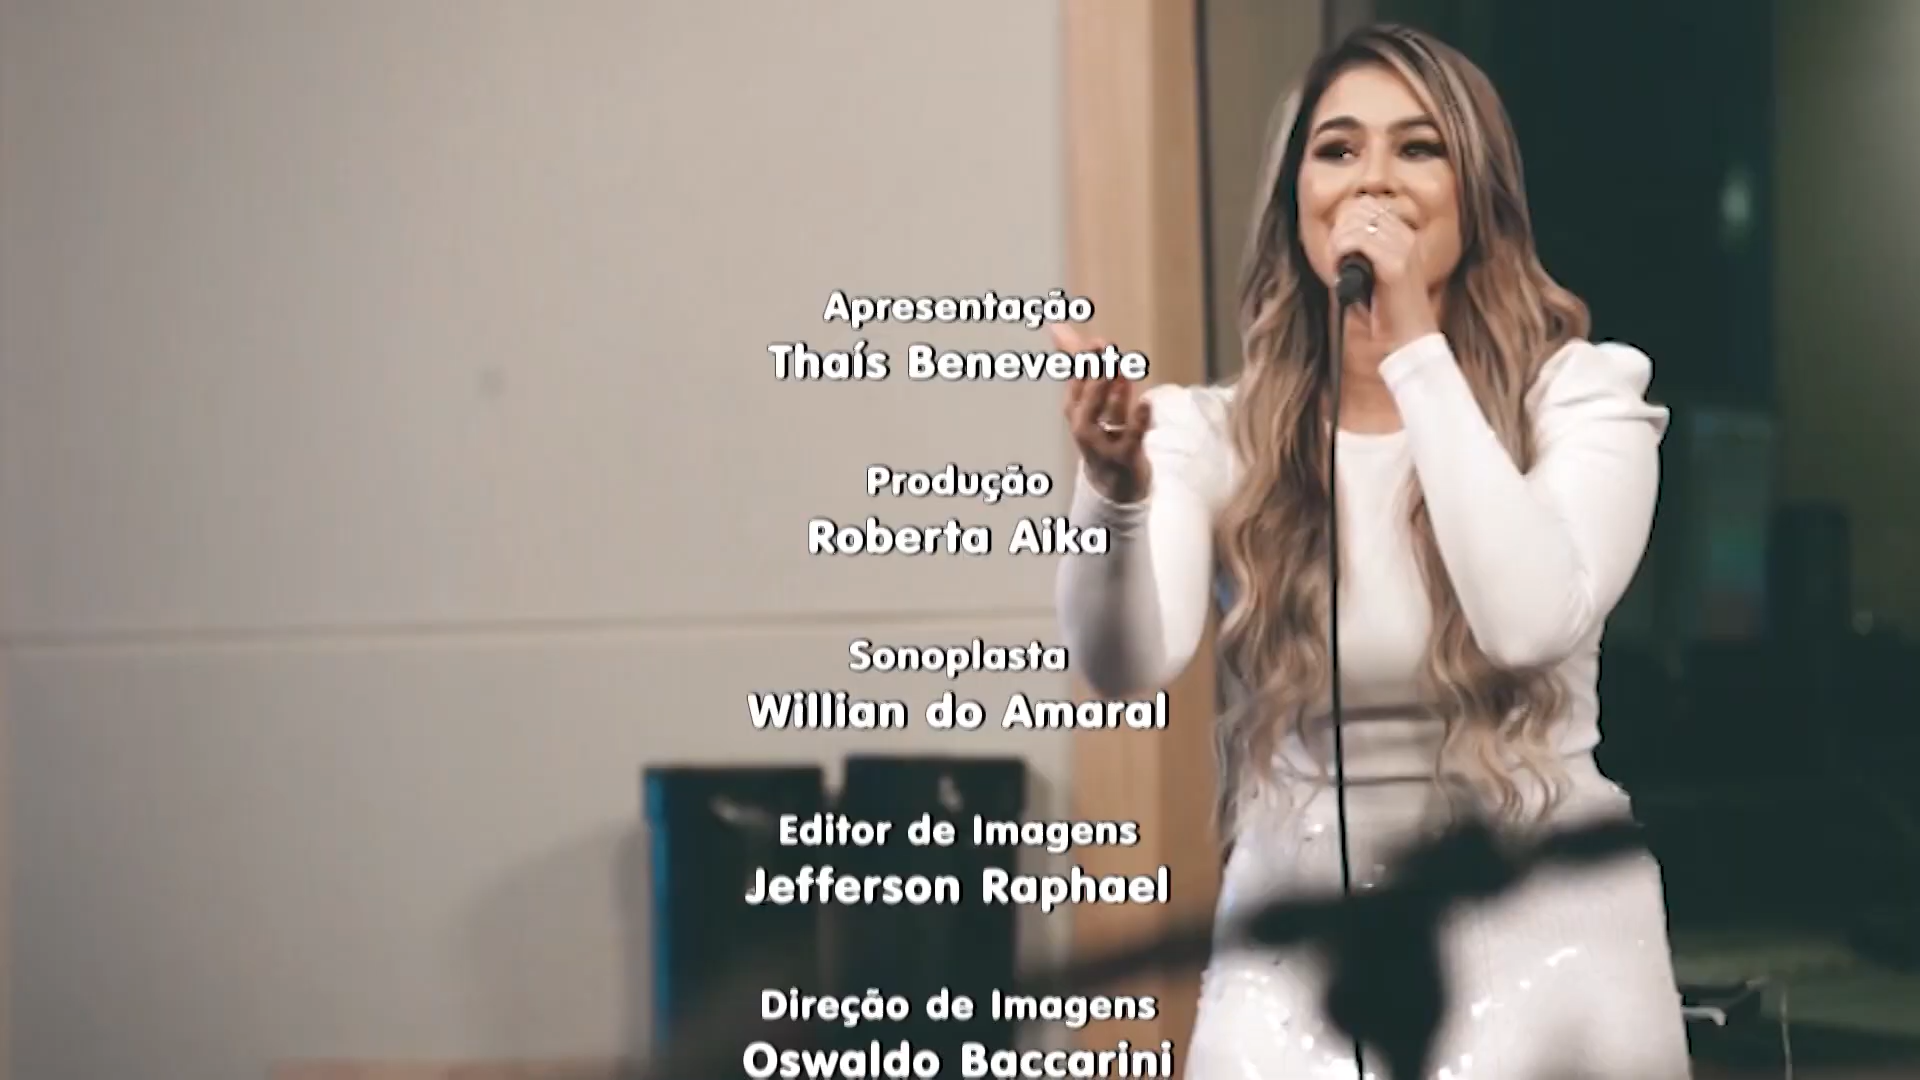 Apresentação
Thaís Benevente
Produção
Roberta Aika
Sonoplasta
Willian do Amaral
Editor de Imagens
Jefferson Raphael
Direção de Imagens
Oswaldo Baccarini